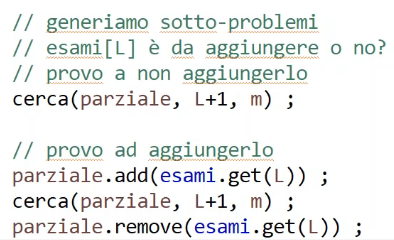 // generiamo sotto-problemi
// esami[L] è da aggiungere o no?
// provo a non aggiungerlo
cerca(parziale, L+1, m) ;
// provo ad aggiungerlo
parziale.add(esami.get(L)) ;
cerca(parziale, L+1, m) ;
parziale.remove(esami.get(L)) ;